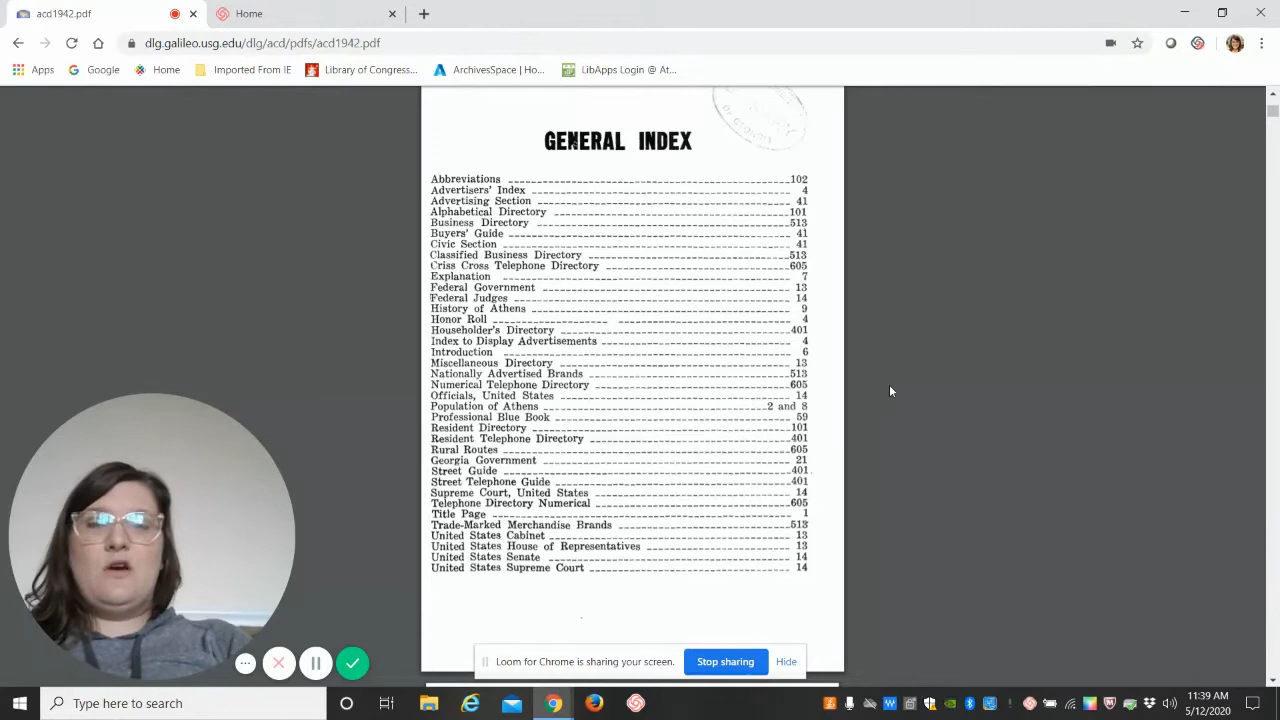 acd1942.pdf
Home
dlg.galileo.usg.edu/dlg/acd/pdfs/acd1942.pdf
Apps
Google
Home
Imported From IE
Library of Congress...
ArchivesSpace | Ho...
LibApps Login @ At...
GENERAL INDEX
Abbreviations 102
Advertisers' Index 4
Advertising Section 41
Alphabetical Directory 101
Business Directory 513
Buyers' Guide 41
Civic Section 41
Classified Business Directory 513
Criss Cross Telephone Directory 605
Explanation 7
Federal Government 13
Federal Judges 14
History of Athens 9
Honor Roll 4
Householder's Directory 401
Index to Display Advertisements 4
Introduction 6
Miscellaneous Directory 13
Nationally Advertised Brands 513
Numerical Telephone Directory 605
Officials, United States 14
Population of Athens 2 and 8
Professional Blue Book 59
Resident Directory 101
Resident Telephone Directory 401
Rural Routes 605
Georgia Government 21
Street Guide 401
Street Telephone Guide 401
Supreme Court, United States 14
Telephone Directory Numerical 605
Title Page 1
Trade-Marked Merchandise Brands 513
United States Cabinet 13
United States House of Representatives 13
United States Senate 14
United States Supreme Court 14
Loom for Chrome is sharing your screen.
Stop sharing
Hide
Type here to search
11:39 AM
5/12/2020